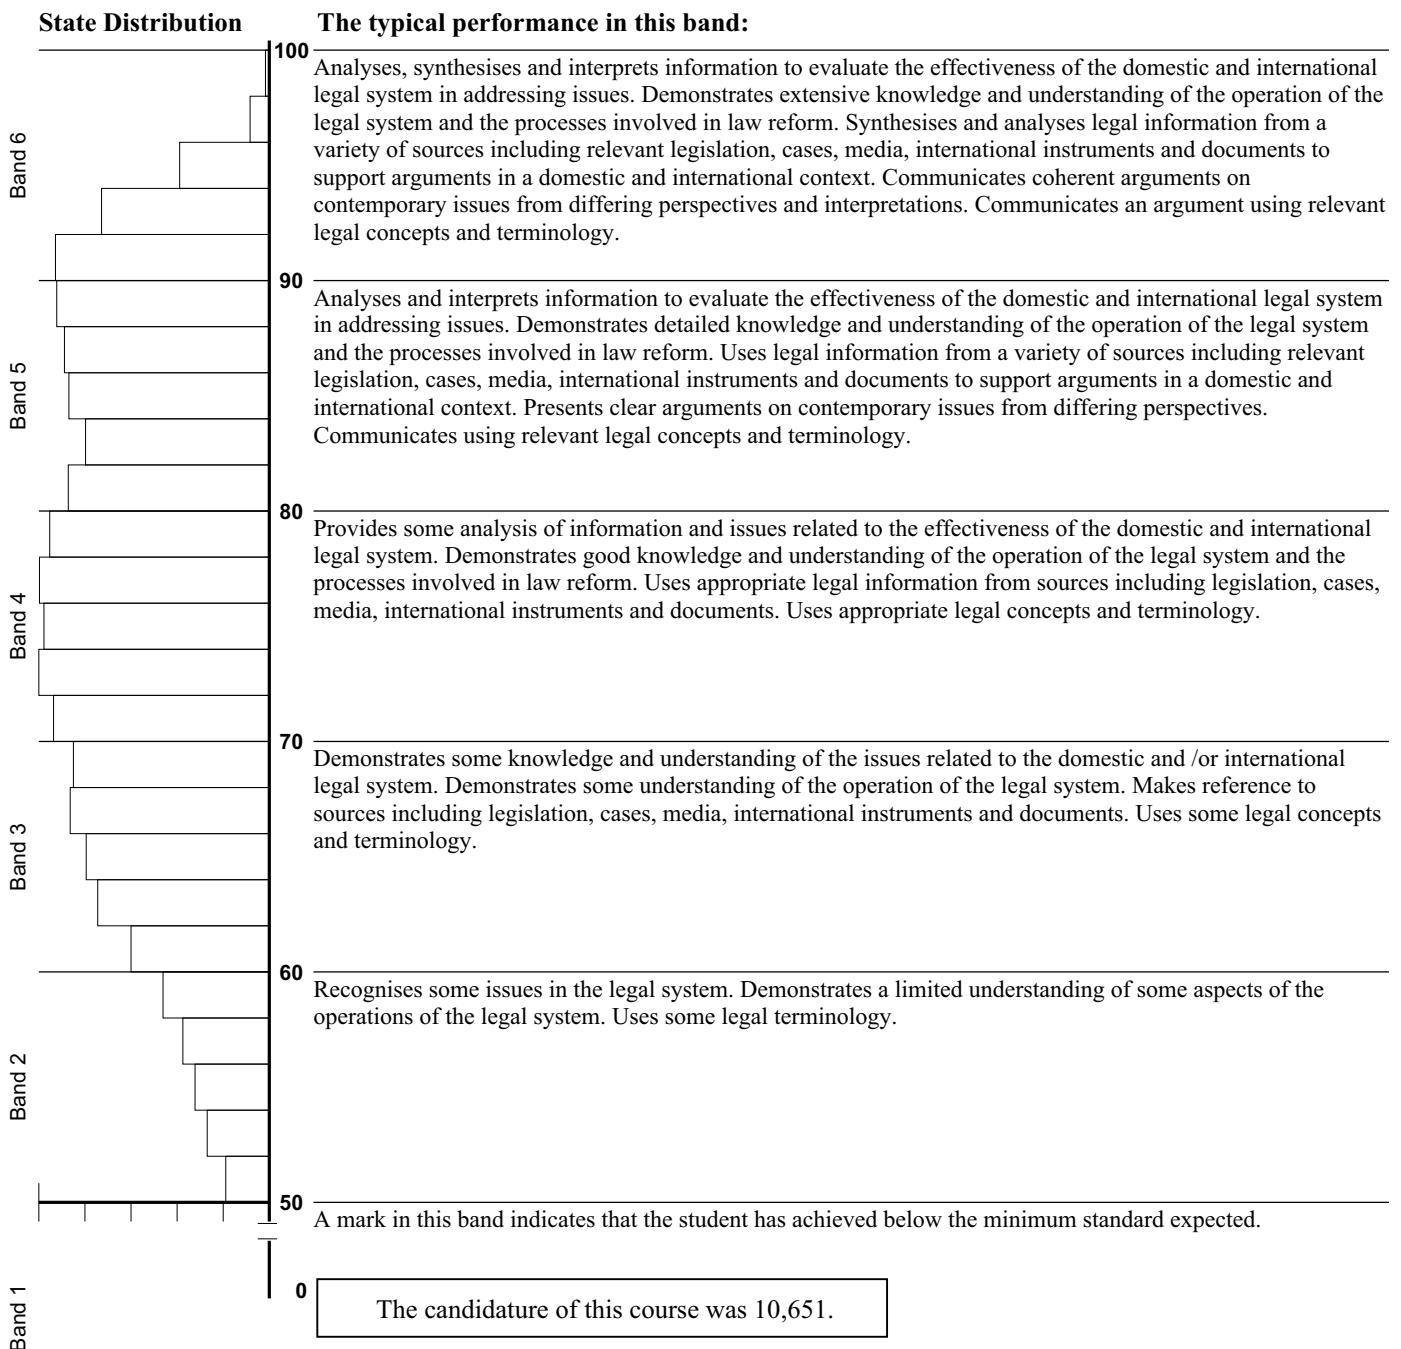 State Distribution
The typical performance in this band:
100
Band 6
Analyses, synthesises and interprets information to evaluate the effectiveness of the domestic and international
legal system in addressing issues. Demonstrates extensive knowledge and understanding of the operation of the
legal system and the processes involved in law reform. Synthesises and analyses legal information from a
variety of sources including relevant legislation, cases, media, international instruments and documents to
support arguments in a domestic and international context. Communicates coherent arguments on
contemporary issues from differing perspectives and interpretations. Communicates an argument using relevant
legal concepts and terminology.
90
Band 5
Analyses and interprets information to evaluate the effectiveness of the domestic and international legal system
in addressing issues. Demonstrates detailed knowledge and understanding of the operation of the legal system
and the processes involved in law reform. Uses legal information from a variety of sources including relevant
legislation, cases, media, international instruments and documents to support arguments in a domestic and
international context. Presents clear arguments on contemporary issues from differing perspectives.
Communicates using relevant legal concepts and terminology.
80
Band 4
Provides some analysis of information and issues related to the effectiveness of the domestic and international
legal system. Demonstrates good knowledge and understanding of the operation of the legal system and the
processes involved in law reform. Uses appropriate legal information from sources including legislation, cases,
media, international instruments and documents. Uses appropriate legal concepts and terminology.
70
Band 3
Demonstrates some knowledge and understanding of the issues related to the domestic and /or international
legal system. Demonstrates some understanding of the operation of the legal system. Makes reference to
sources including legislation, cases, media, international instruments and documents. Uses some legal concepts
and terminology.
60
Band 2
Recognises some issues in the legal system. Demonstrates a limited understanding of some aspects of the
operations of the legal system. Uses some legal terminology.
50
Band 1
A mark in this band indicates that the student has achieved below the minimum standard expected.
0
The candidature of this course was 10,651.